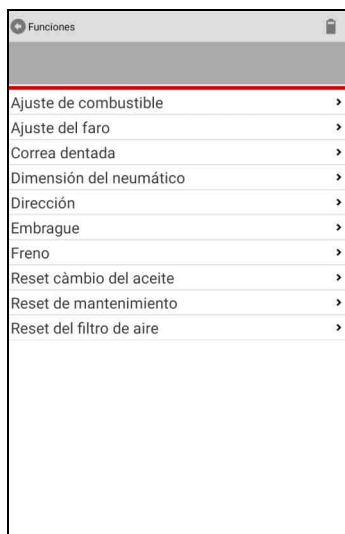 Funciones
Ajuste de combustible
Ajuste del faro
Correa dentada
Dimensión del neumático
Dirección
Embrague
Freno
Reset càmbio del aceite
Reset de mantenimiento
Reset del filtro de aire